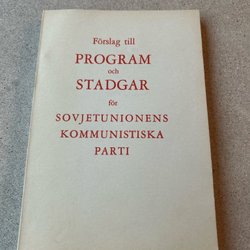 Förslag till
PROGRAM
och
STADGAR
för
SOVJETUNIONENS
KOMMUNISTISKA
PARTI